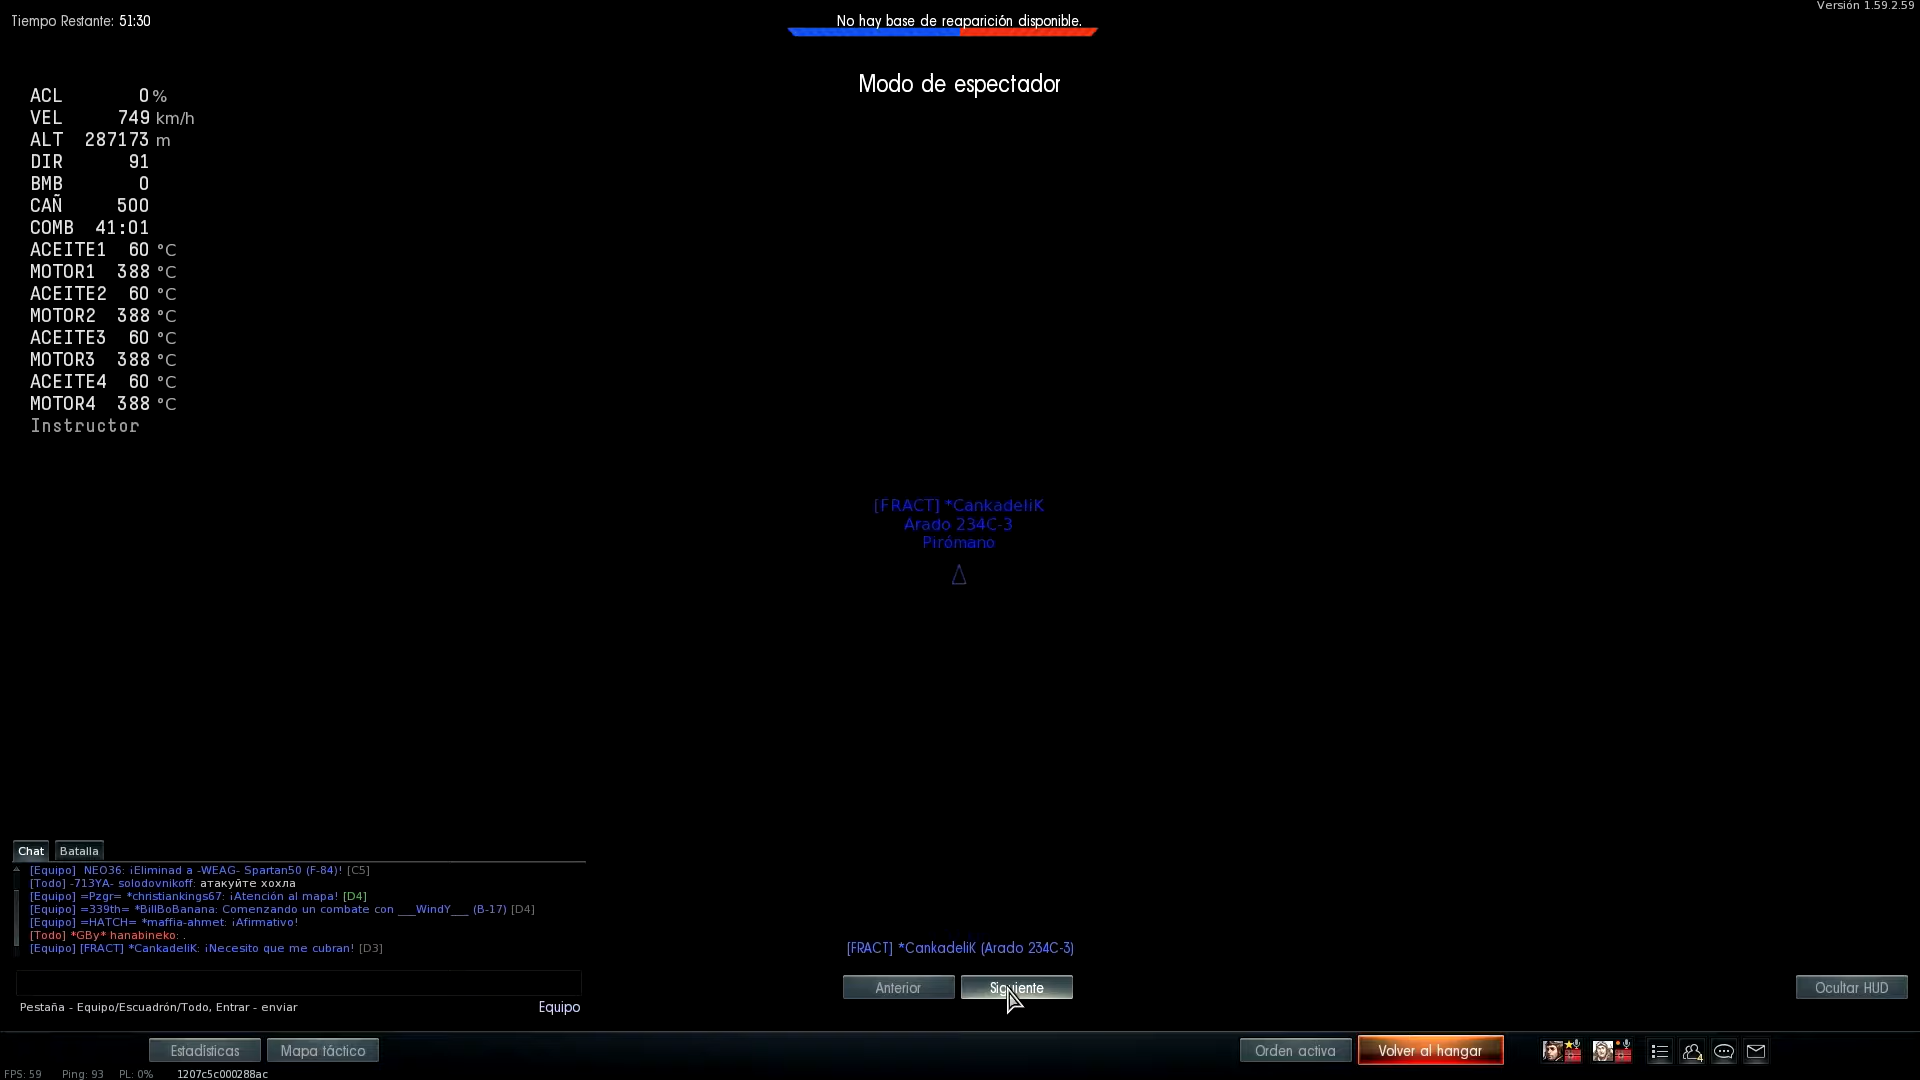 Tiempo Restante: 51:30
No hay base de reaparición disponible.
Versión 1.59.2.59
Modo de espectador
ACL 0 %
VEL 749 km/h
ALT 287173 m
DIR 91
BMB 0
CAÑ 500
COMB 41:01
ACEITE1 60 °C
MOTOR1 388 °C
ACEITE2 60 °C
MOTOR2 388 °C
ACEITE3 60 °C
MOTOR3 388 °C
ACEITE4 60 °C
MOTOR4 388 °C
Instructor
[FRACT] *CankadeliK
Arado 234C-3
Pirómano
Chat Batalla
[Equipo] NEO36: ¡Eliminad a -WEAG- Spartan50 (F-84)! [C5]
[Todo] -713YA- solodovnikoff: атакуйте хохла
[Equipo] =Pzgr= *christiankings67: ¡Atención al mapa! [D4]
[Equipo] =339th= *BillBoBanana: Comenzando un combate con ___WindY___ (B-17) [D4]
[Equipo] =HATCH= *maffia-ahmet: ¡Afirmativo!
[Todo] *GBy* hanabineko: .
[Equipo] [FRACT] *CankadeliK: ¡Necesito que me cubran! [D3]
[FRACT] *CankadeliK (Arado 234C-3)
Anterior Siguiente Ocultar HUD
Pestaña - Equipo/Escuadrón/Todo, Entrar - enviar Equipo
Estadísticas Mapa táctico Orden activa Volver al hangar 4
FPS: 59 Ping: 93 PL: 0% 1207c5c000288ac